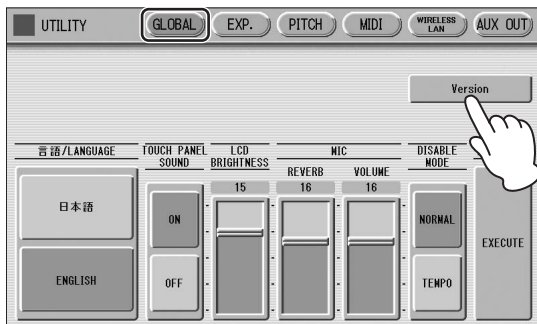 UTILITY
GLOBAL
EXP.
PITCH
MIDI
WIRELESS
LAN
AUX OUT
Version
言語/LANGUAGE
TOUCH PANEL
SOUND
LCD
BRIGHTNESS
MIC
DISABLE
MODE
REVERB
VOLUME
15
16
16
日本語
ENGLISH
ON
OFF
NORMAL
TEMPO
EXECUTE